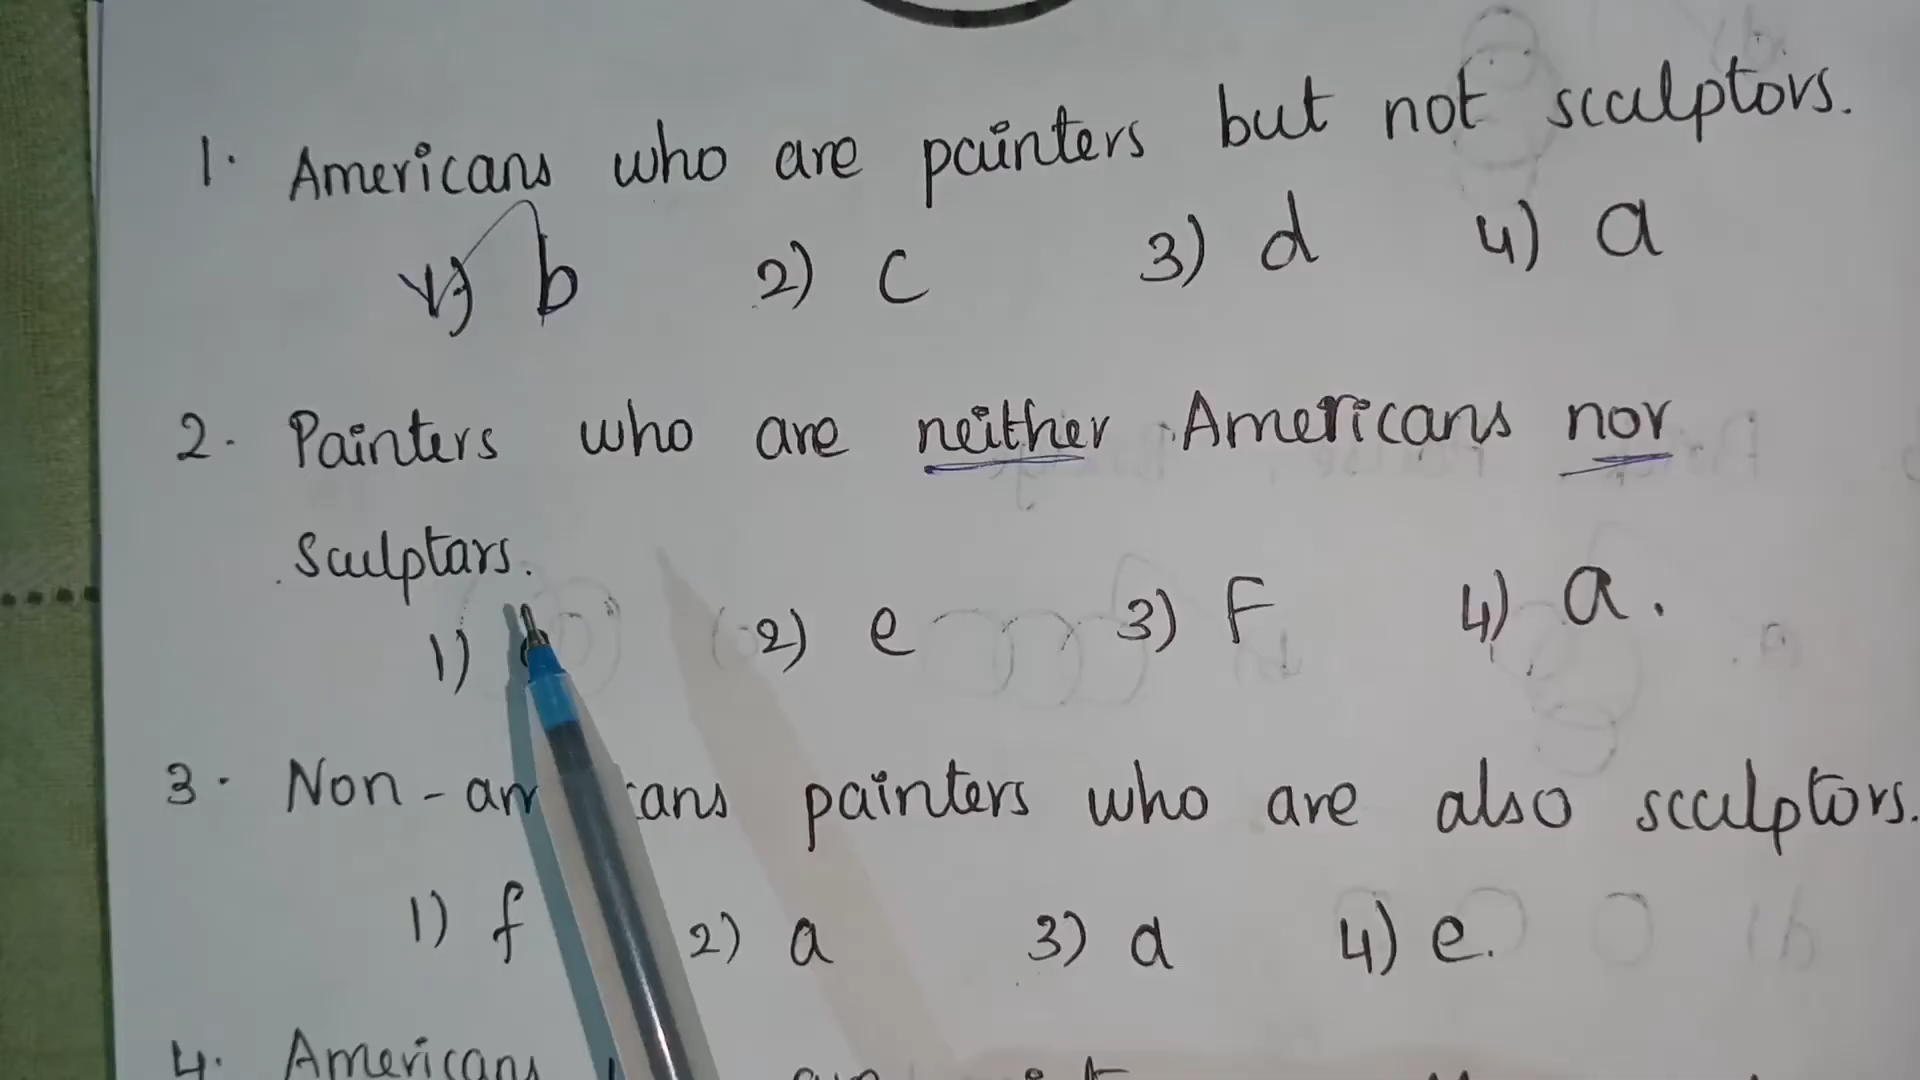 1. Americans who are painters but not sculptors.
1) b 2) c 3) d 4) a
2. Painters who are neither Americans nor
Sculptars.
1) 2) e 3) F 4) a.
3. Non-am cans painters who are also sculptors.
1) f 2) a 3) d 4) e.
4. Americans